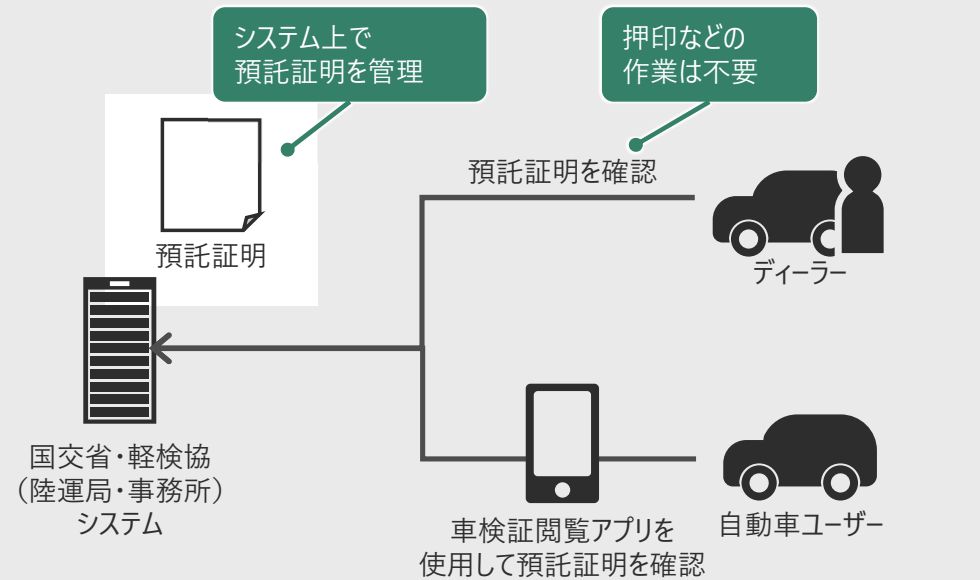 システム上で
預託証明を管理
押印などの
作業は不要
預託証明を確認
預託証明
ディーラー
国交省・軽検協
（陸運局・事務所）
システム
車検証閲覧アプリを
使用して預託証明を確認
自動車ユーザー